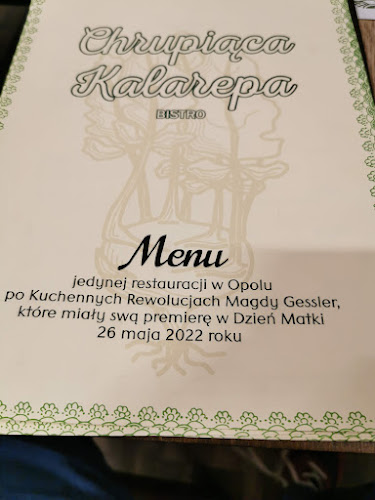 Chrupiąca
Kalarepa
BISTRO
Menu
jedynej restauracji w Opolu
po Kuchennych Rewolucjach Magdy Gessler,
które miały swą premierę w Dzień Matki
26 maja 2022 roku